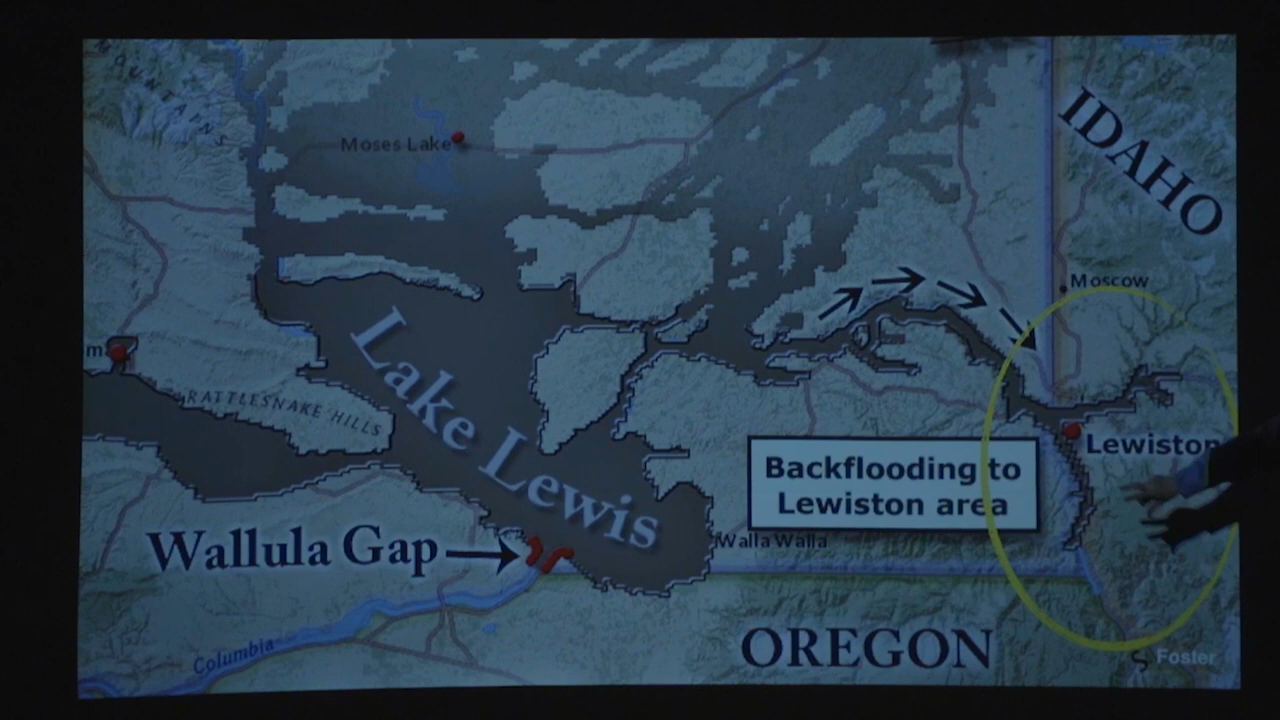 OUNTAINS
IDAHO
Moses Lake
Moscow
m
RATTLESNAKE HILLS
Lake Lewis
Lewiston
Backflooding to
Lewiston area
Wallula Gap
Walla Walla
Columbia
OREGON
Foster